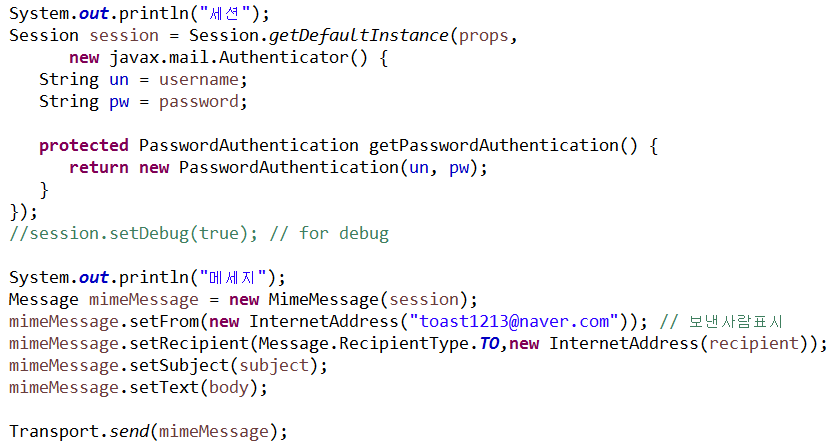 System.out.println("세션");
Session session = Session.getDefaultInstance(props,
new javax.mail.Authenticator() {
String un = username;
String pw = password;
protected PasswordAuthentication getPasswordAuthentication() {
return new PasswordAuthentication(un, pw);
}
});
//session.setDebug(true); // for debug
System.out.println("메세지");
Message mimeMessage = new MimeMessage(session);
mimeMessage.setFrom(new InternetAddress("toast1213@naver.com")); // 보낸사람표시
mimeMessage.setRecipient(Message.RecipientType.TO,new InternetAddress(recipient));
mimeMessage.setSubject(subject);
mimeMessage.setText(body);
Transport.send(mimeMessage);